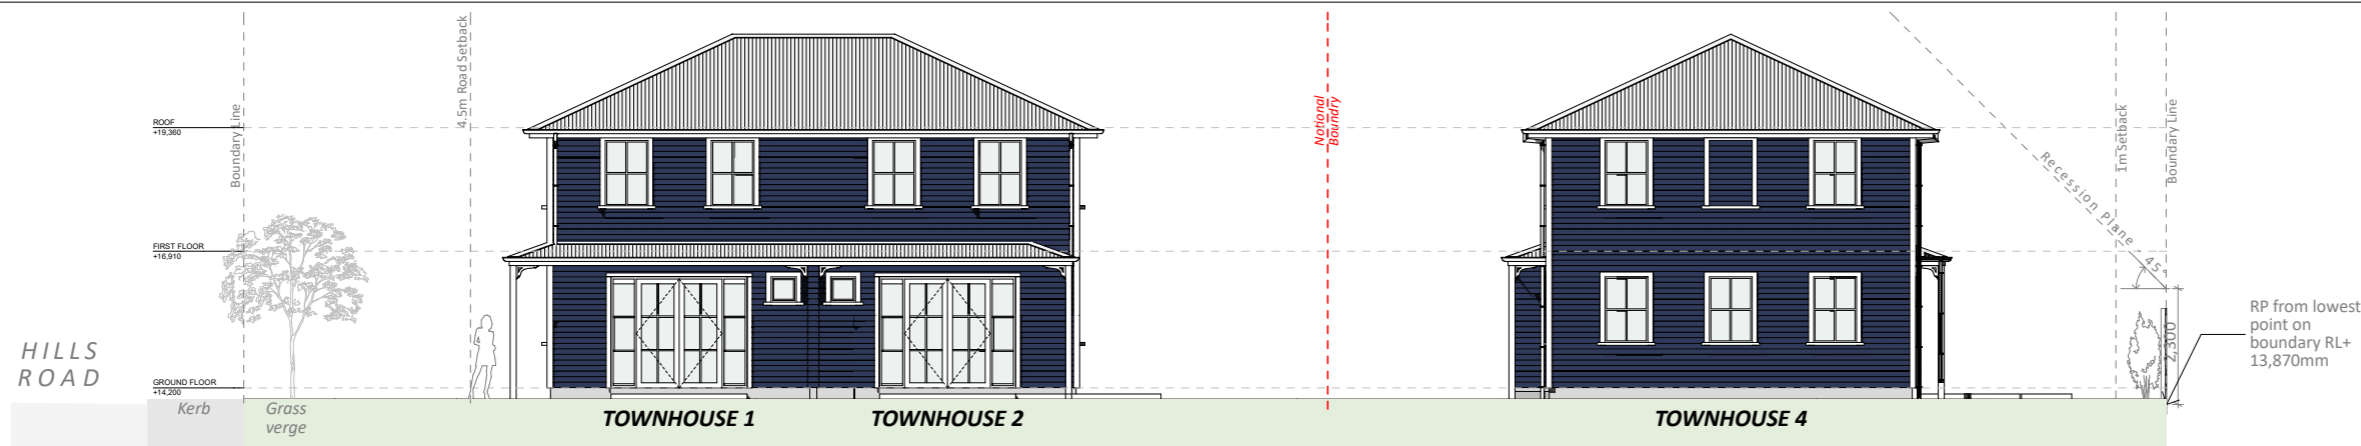 HILLS
ROAD
ROOF
+19,360
FIRST FLOOR
+16,910
GROUND FLOOR
+14,200
Kerb
Grass
verge
Boundary Line
4.5m Road Setback
TOWNHOUSE 1
TOWNHOUSE 2
Notional
Boundry
TOWNHOUSE 4
Recession Plane
45°
1m Setback
Boundary Line
2,300
RP from lowest
point on
boundary RL+
13,870mm